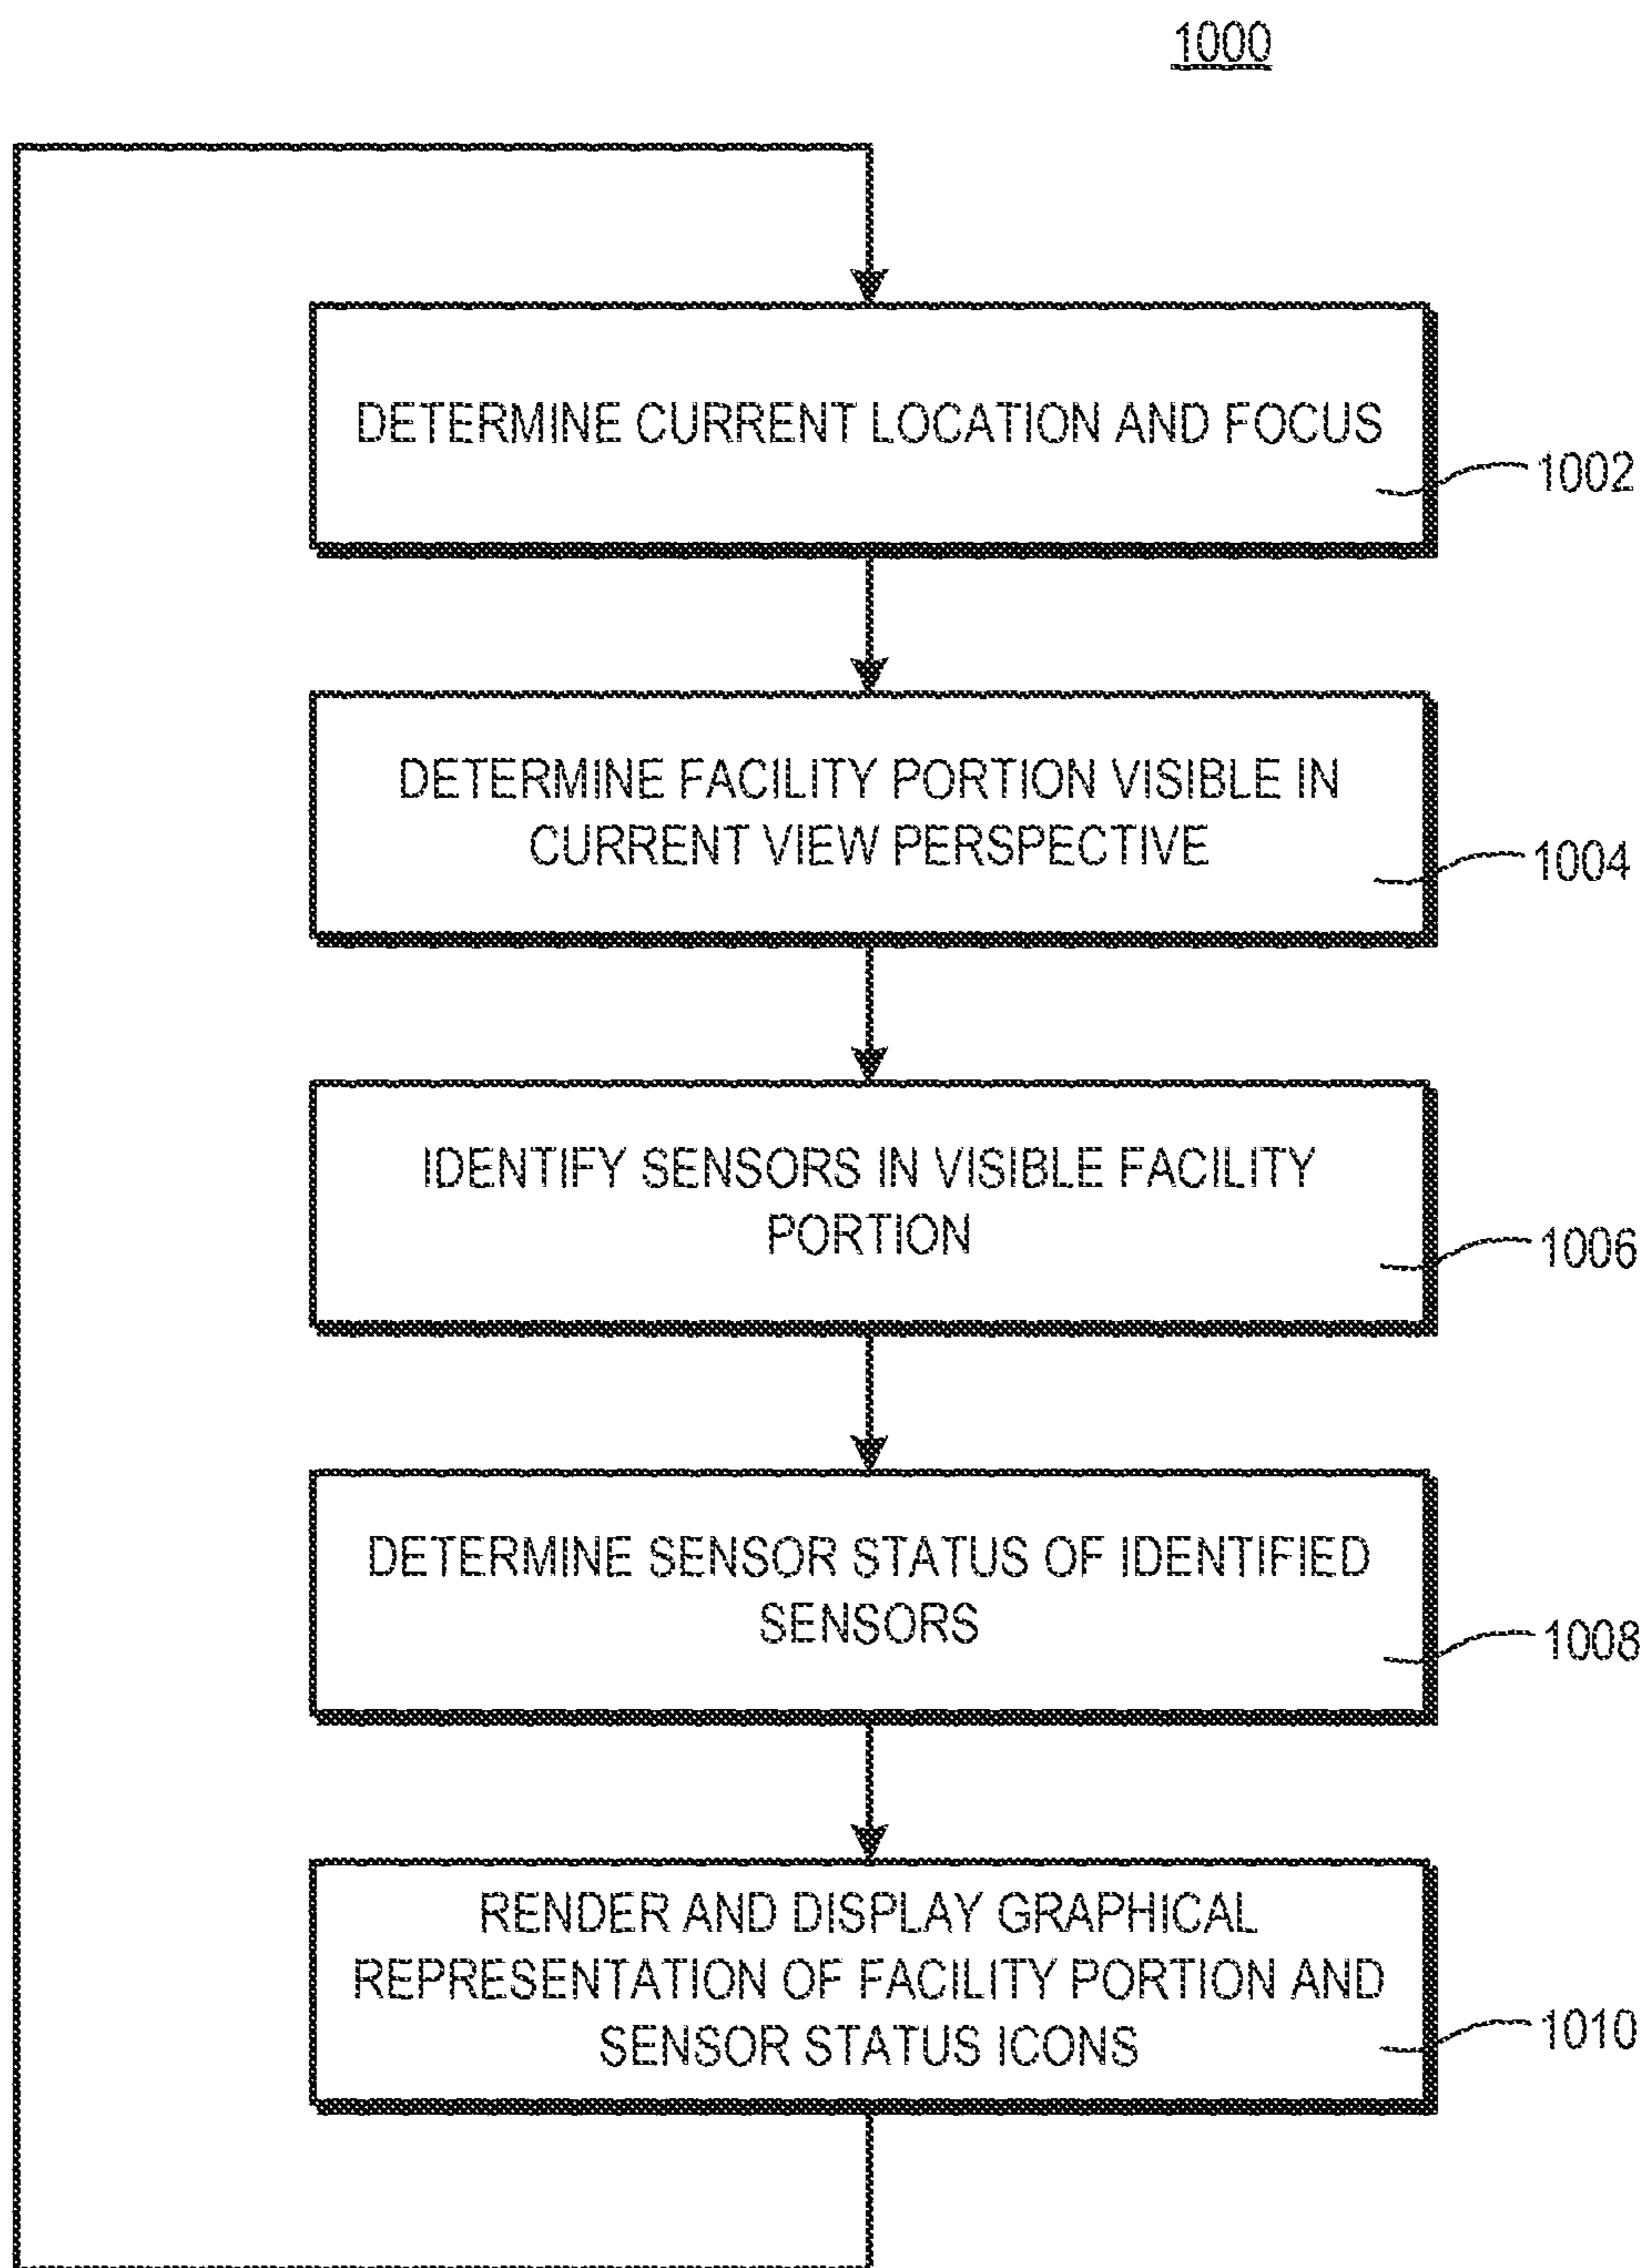 1000
DETERMINE CURRENT LOCATION AND FOCUS
1002
DETERMINE FACILITY PORTION VISIBLE IN
CURRENT VIEW PERSPECTIVE
1004
IDENTIFY SENSORS IN VISIBLE FACILITY
PORTION
1006
DETERMINE SENSOR STATUS OF IDENTIFIED
SENSORS
1008
RENDER AND DISPLAY GRAPHICAL
REPRESENTATION OF FACILITY PORTION AND
SENSOR STATUS ICONS
1010